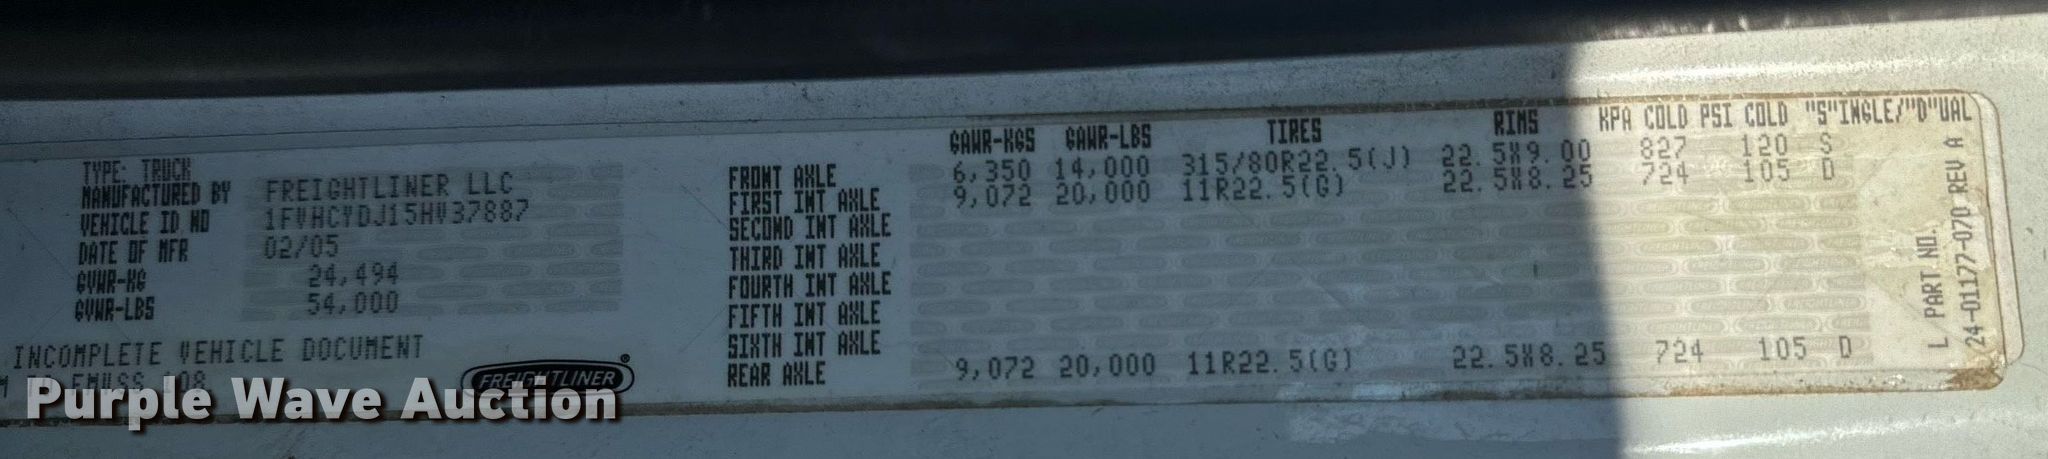 TYPE: TRUCK
MANUFACTURED BY FREIGHTLINER LLC
VEHICLE ID NO 1FVHCYDJ15HV37887
DATE OF MFR 02/05
GVWR-KG 24,494
GVWR-LBS 54,000
INCOMPLETE VEHICLE DOCUMENT
FMVSS 108
FREIGHTLINER®
GAWR-KGS GAWR-LBS TIRES RIMS KPA COLD PSI COLD "S"INGLE/"D"UAL
FRONT AXLE 6,350 14,000 315/80R22.5(J) 22.5X9.00 827 120 S
FIRST INT AXLE 9,072 20,000 11R22.5(G) 22.5X8.25 724 105 D
SECOND INT AXLE
THIRD INT AXLE
FOURTH INT AXLE
FIFTH INT AXLE
SIXTH INT AXLE
REAR AXLE 9,072 20,000 11R22.5(G) 22.5X8.25 724 105 D
L PART NO.
24-01177-070 REV A
Purple Wave Auction